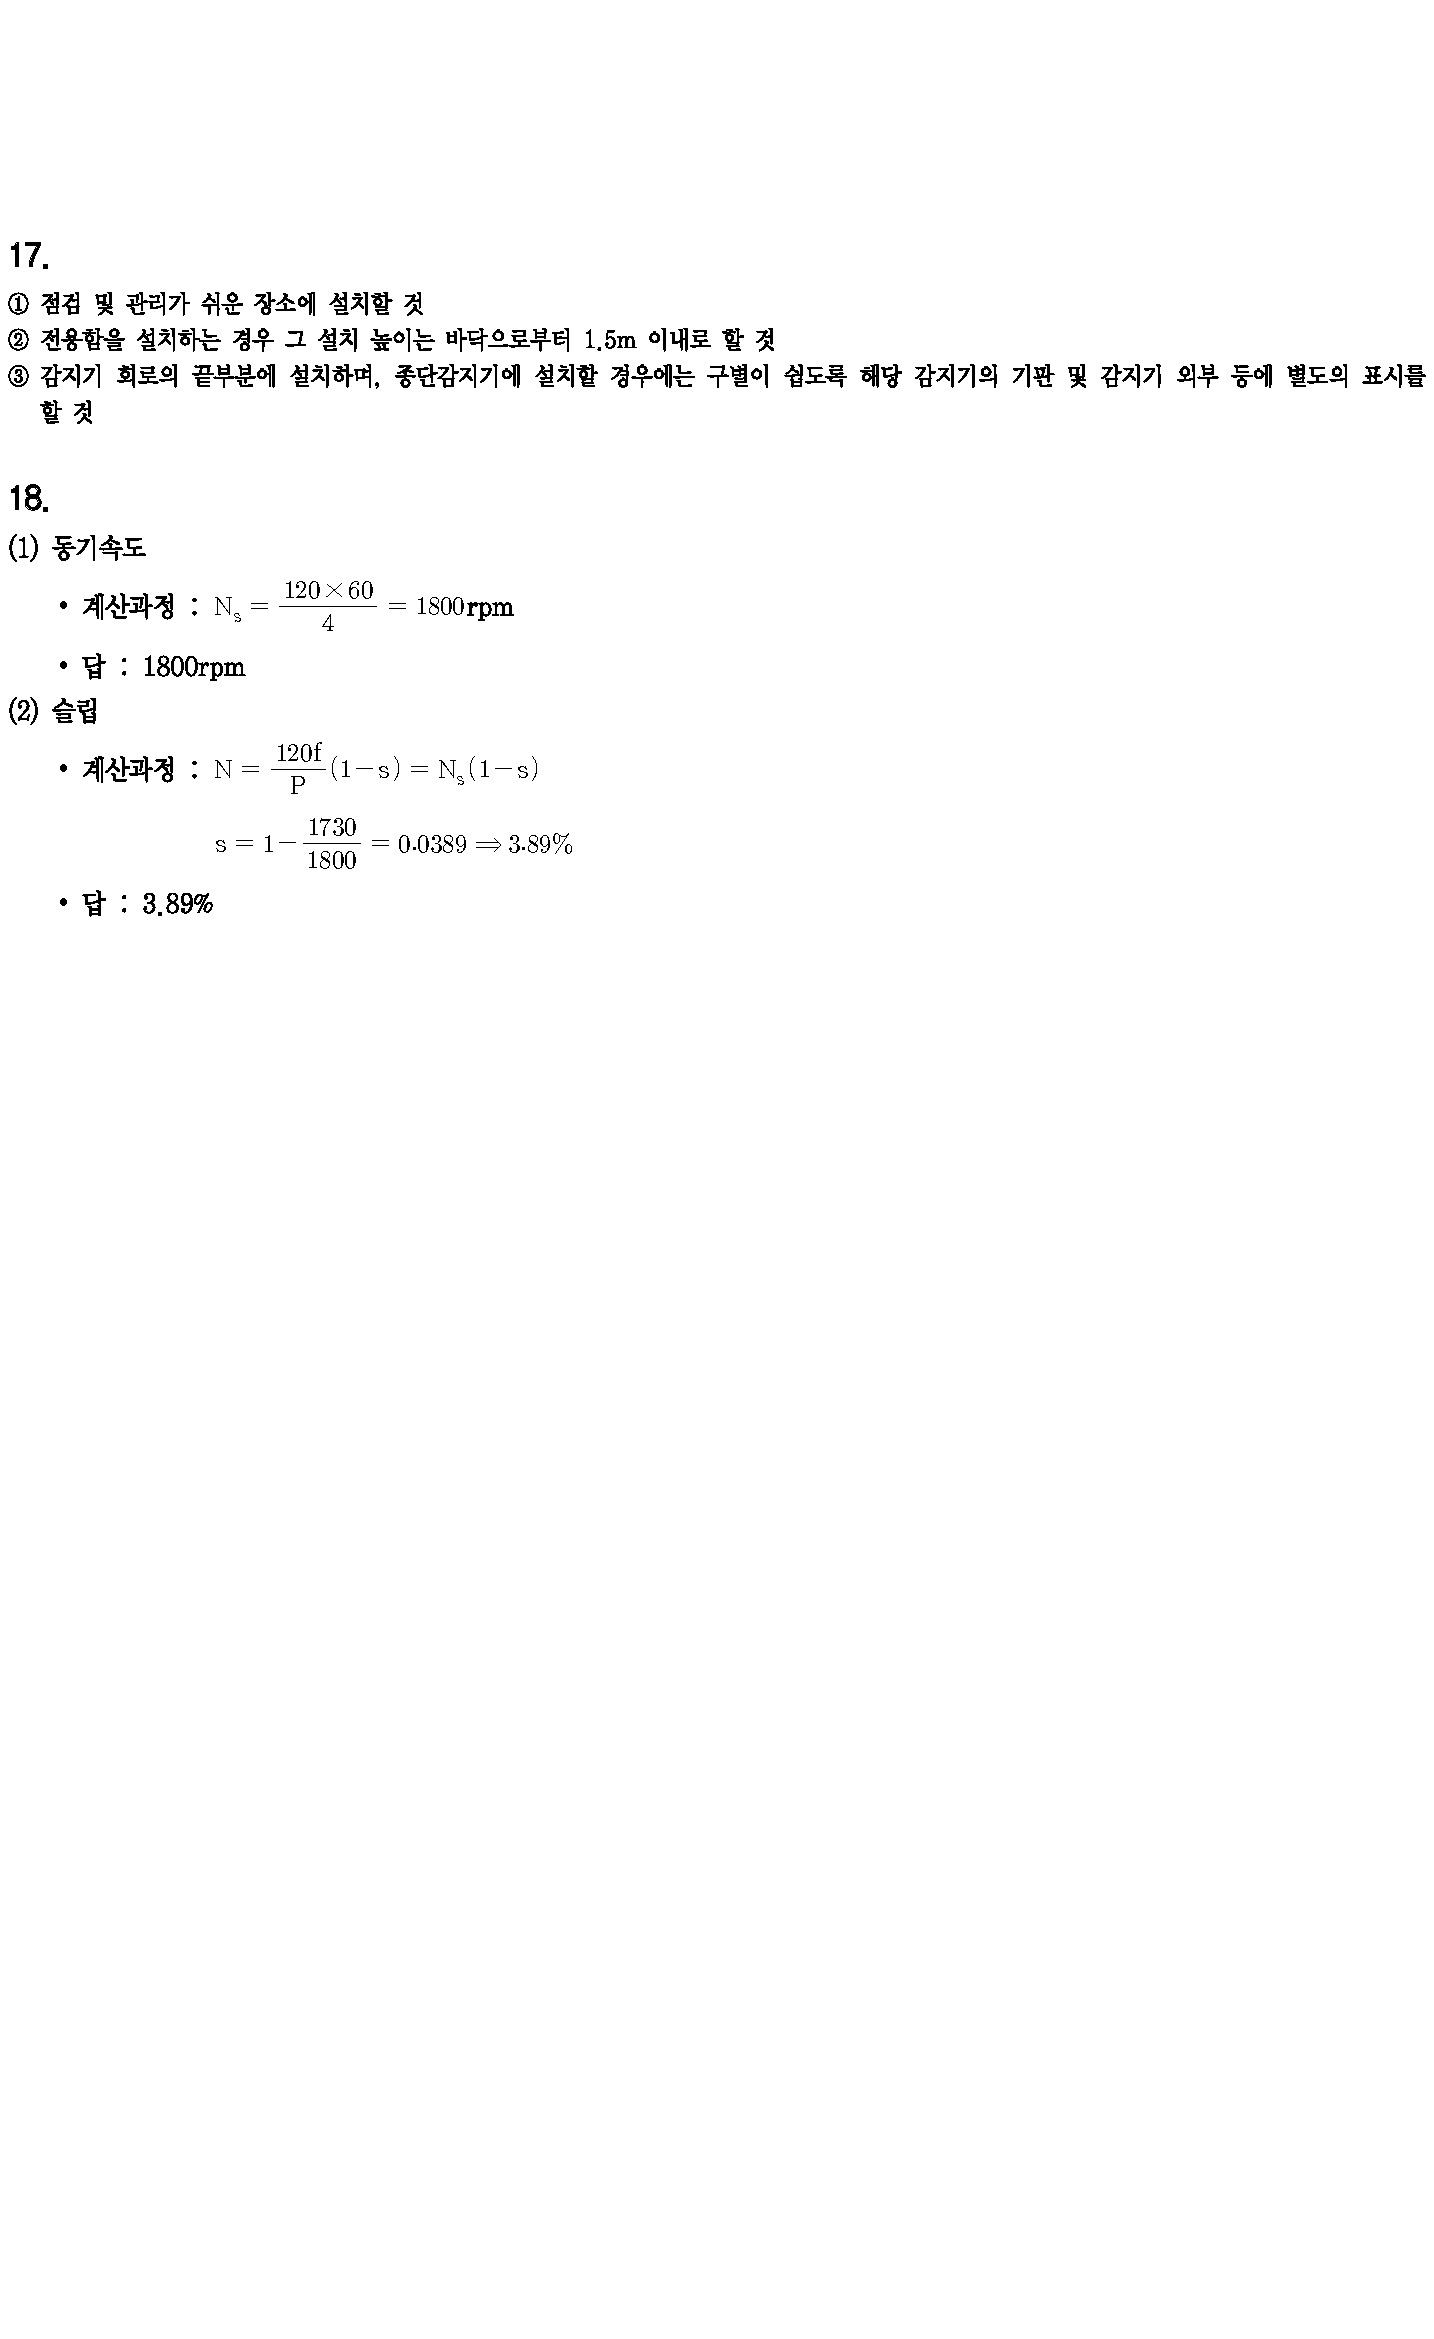 17.
① 점검 및 관리가 쉬운 장소에 설치할 것
② 전용함을 설치하는 경우 그 설치 높이는 바닥으로부터 1.5m 이내로 할 것
③ 감지기 회로의 끝부분에 설치하며, 종단감지기에 설치할 경우에는 구별이 쉽도록 해당 감지기의 기판 및 감지기 외부 등에 별도의 표시를
할 것
18.
(1) 동기속도
• 계산과정 : N_s = \frac{120×60}{4} = 1800rpm
• 답 : 1800rpm
(2) 슬립
• 계산과정 : N = \frac{120f}{P}(1-s) = N_s(1-s)
s = 1 - \frac{1730}{1800} = 0.0389 ⇒ 3.89%
• 답 : 3.89%